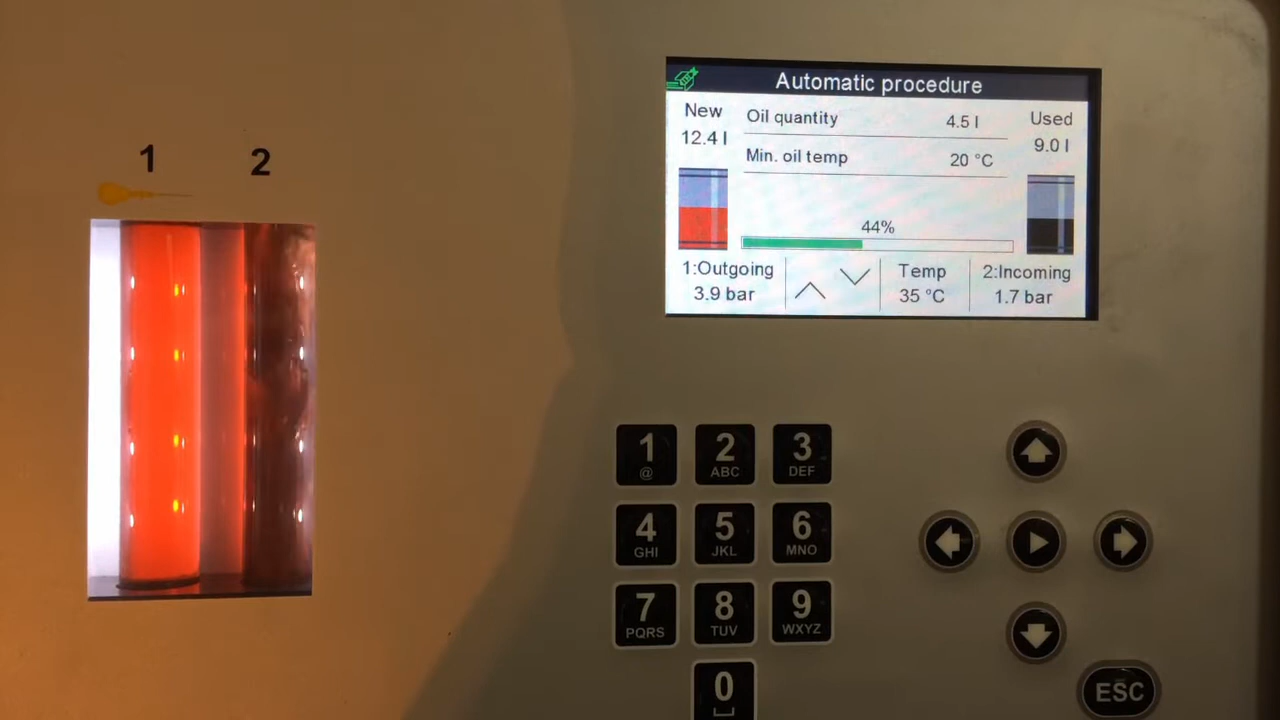 1 2
Automatic procedure
New
12.4 l
Oil quantity 4.5 l
Min. oil temp 20 °C
Used
9.0 l
44%
1:Outgoing
3.9 bar
Temp
35 °C
2:Incoming
1.7 bar
1 2 3
@ ABC DEF
4 5 6
GHI JKL MNO
7 8 9
PQRS TUV WXYZ
0
ESC